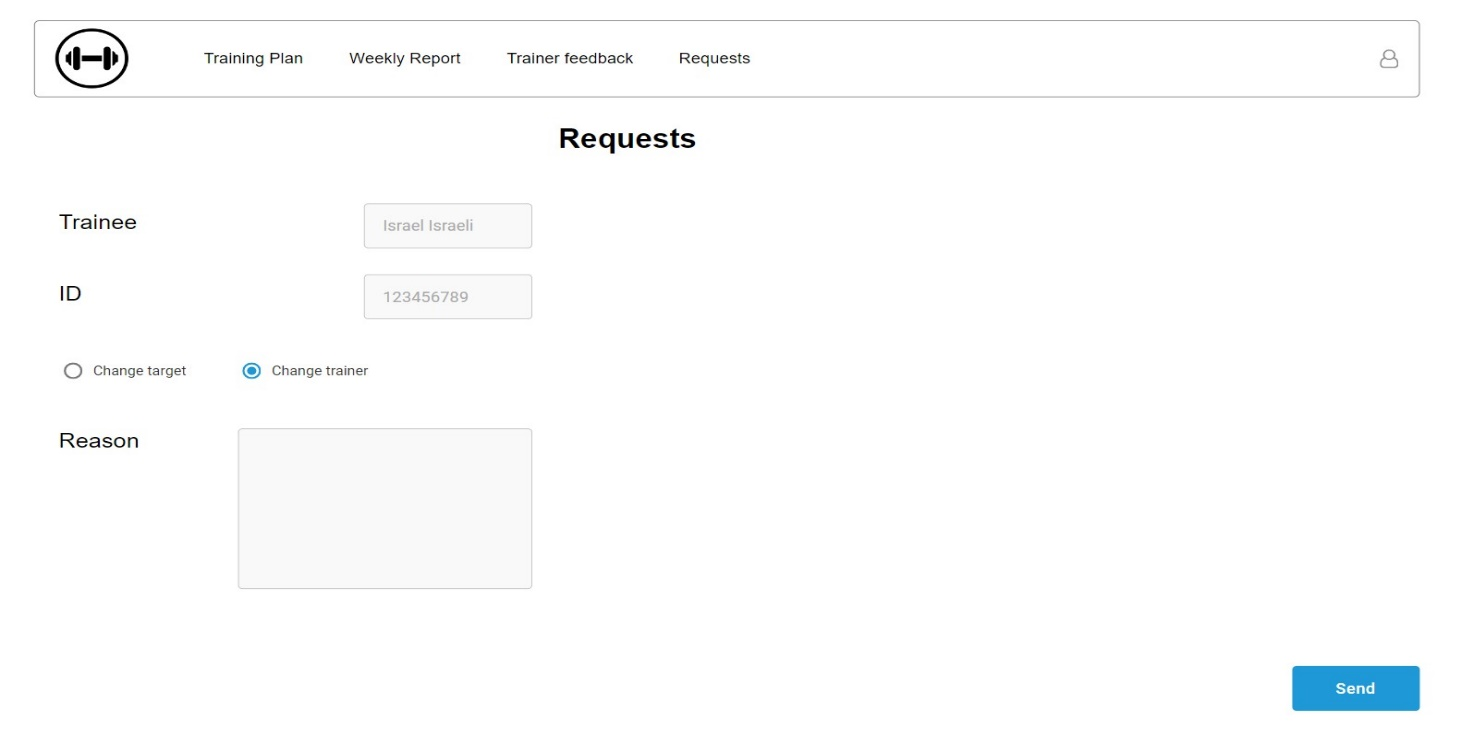 Training Plan Weekly Report Trainer feedback Requests
Requests
Trainee Israel Israeli
ID 123456789
Change target Change trainer
Reason
Send